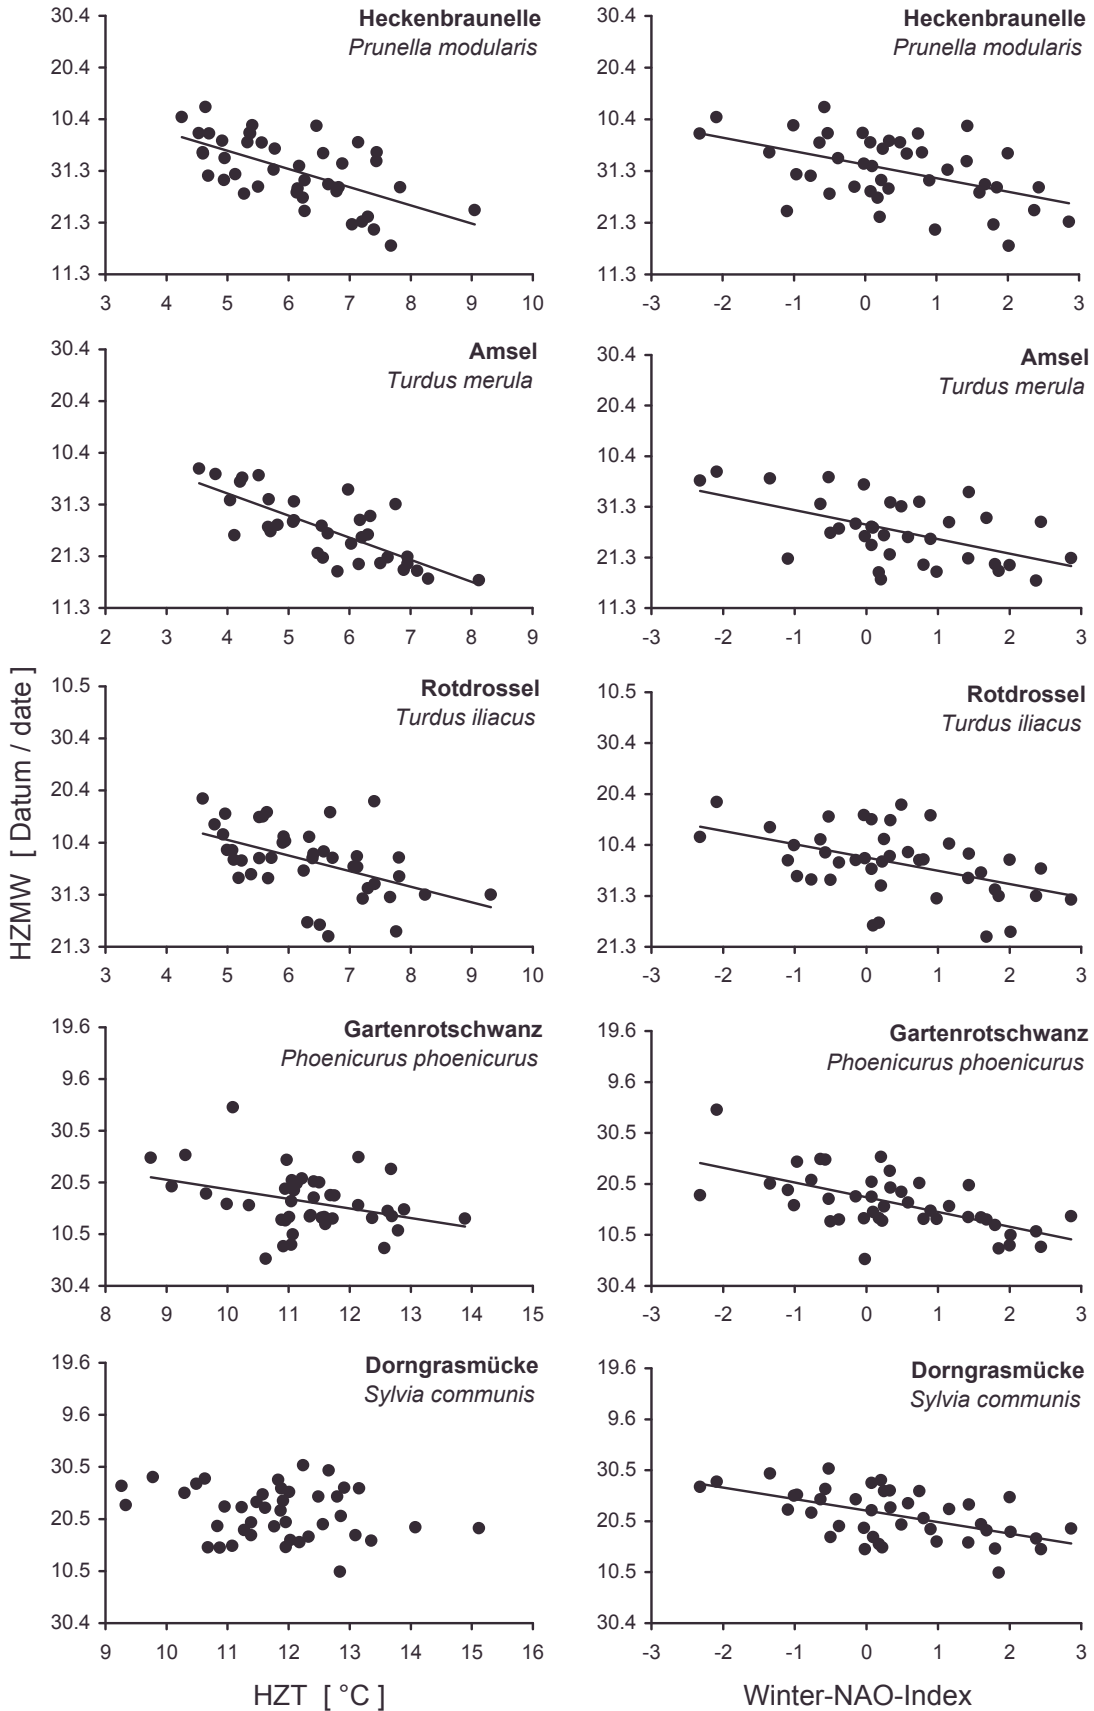 Heckenbraunelle
Prunella modularis
30.4
20.4
10.4
31.3
21.3
11.3
3 4 5 6 7 8 9 10
Heckenbraunelle
Prunella modularis
30.4
20.4
10.4
31.3
21.3
11.3
-3 -2 -1 0 1 2 3
Amsel
Turdus merula
30.4
20.4
10.4
31.3
21.3
11.3
2 3 4 5 6 7 8 9
Amsel
Turdus merula
30.4
20.4
10.4
31.3
21.3
11.3
-3 -2 -1 0 1 2 3
HZMW [ Datum / date ]
Rotdrossel
Turdus iliacus
10.5
30.4
20.4
10.4
31.3
21.3
3 4 5 6 7 8 9 10
Rotdrossel
Turdus iliacus
10.5
30.4
20.4
10.4
31.3
21.3
-3 -2 -1 0 1 2 3
Gartenrotschwanz
Phoenicurus phoenicurus
19.6
9.6
30.5
20.5
10.5
30.4
8 9 10 11 12 13 14 15
Gartenrotschwanz
Phoenicurus phoenicurus
19.6
9.6
30.5
20.5
10.5
30.4
-3 -2 -1 0 1 2 3
Dorngrasmücke
Sylvia communis
19.6
9.6
30.5
20.5
10.5
30.4
9 10 11 12 13 14 15 16
HZT [ °C ]
Dorngrasmücke
Sylvia communis
19.6
9.6
30.5
20.5
10.5
30.4
-3 -2 -1 0 1 2 3
Winter-NAO-Index